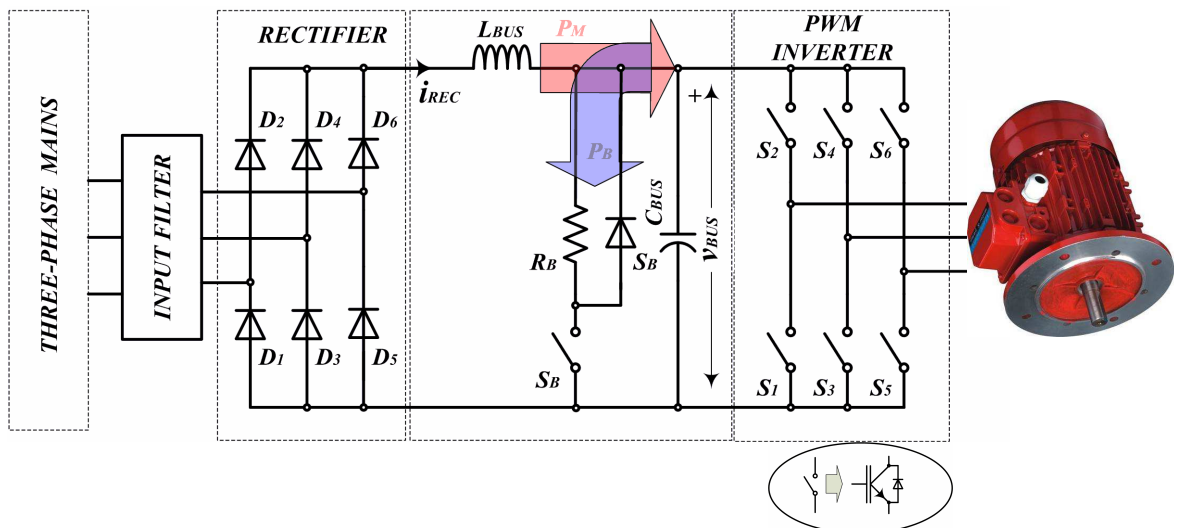 THREE-PHASE MAINS
INPUT FILTER
RECTIFIER
D2
D4
D6
D1
D3
D5
iREC
LBUS
PM
PB
RB
SB
SB
CBUS
+
vBUS
PWM
INVERTER
S2
S4
S6
S1
S3
S5